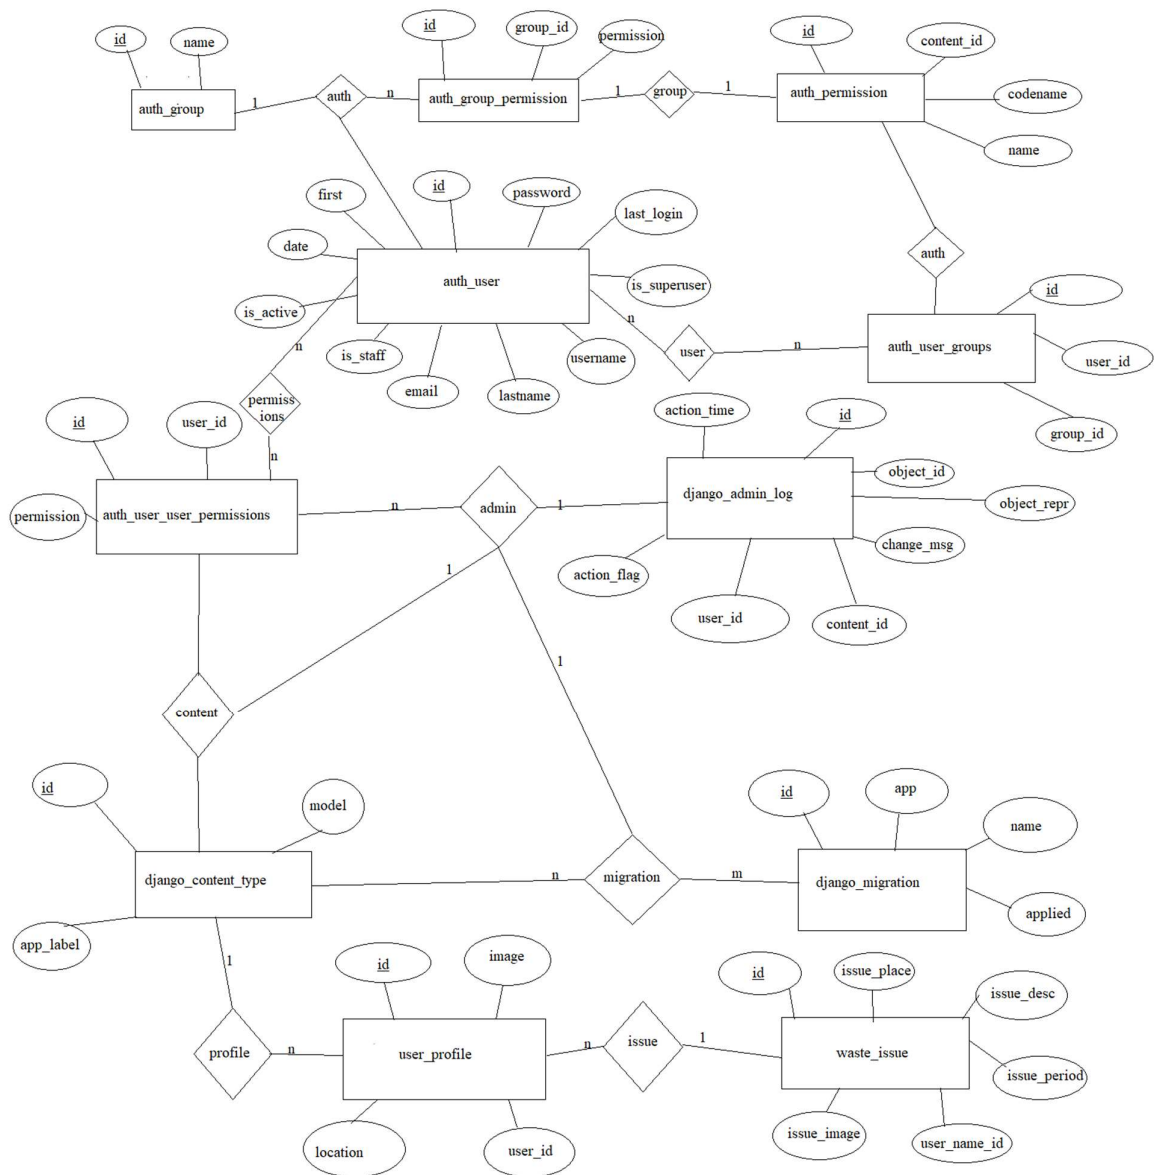 id
name
id
group_id
permission
id
content_id
auth_group
1
auth
n
auth_group_permission
1
group
1
auth_permission
codename
name
first
id
password
last_login
date
auth_user
is_superuser
auth
id
is_active
n
is_staff
email
lastname
username
n
user
n
auth_user_groups
user_id
group_id
permiss
ions
n
id
user_id
permission
auth_user_user_permissions
n
admin
1
action_time
id
django_admin_log
object_id
object_repr
change_msg
action_flag
user_id
content_id
1
1
content
id
model
django_content_type
app_label
n
migration
m
id
app
name
django_migration
applied
1
profile
n
id
image
user_profile
location
user_id
n
issue
1
id
issue_place
issue_desc
waste_issue
issue_period
issue_image
user_name_id